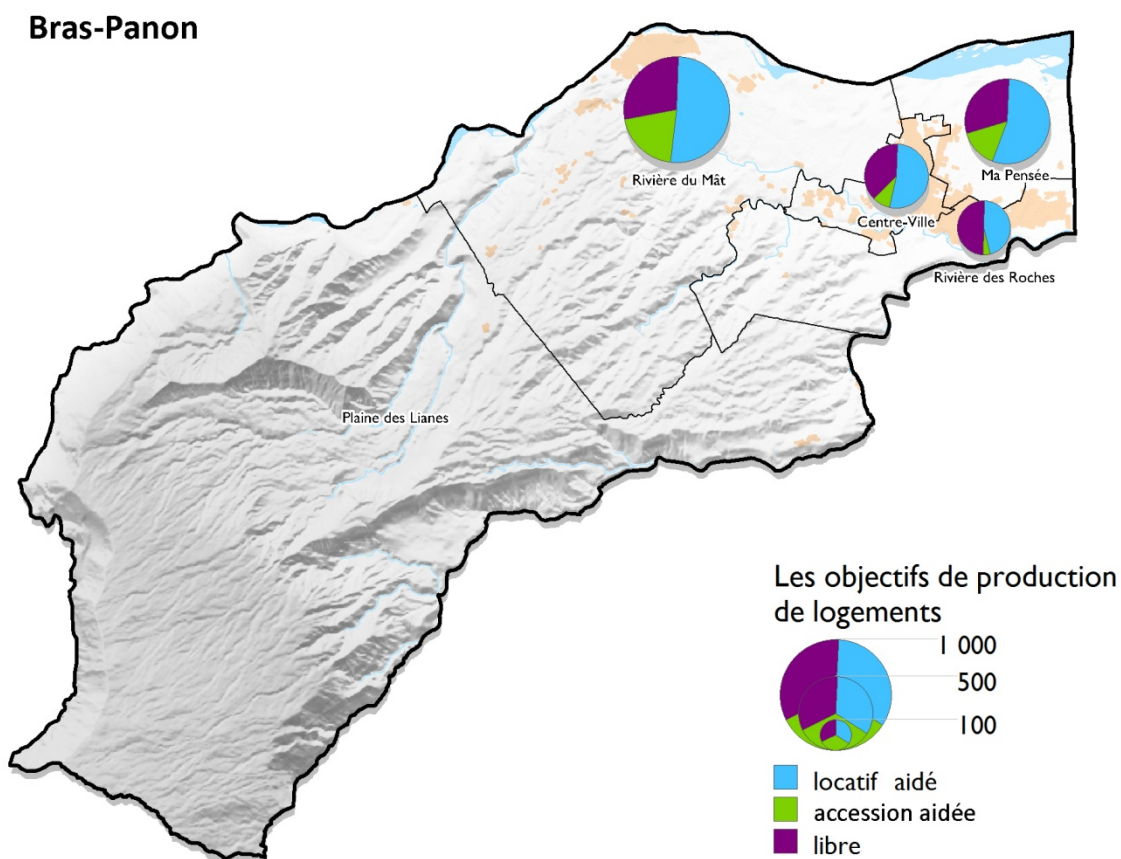 Bras-Panon
Rivière du Mât
Ma Pensée
Centre-Ville
Rivière des Roches
Plaine des Lianes
Les objectifs de production
de logements
1 000
500
100
locatif aidé
accession aidée
libre